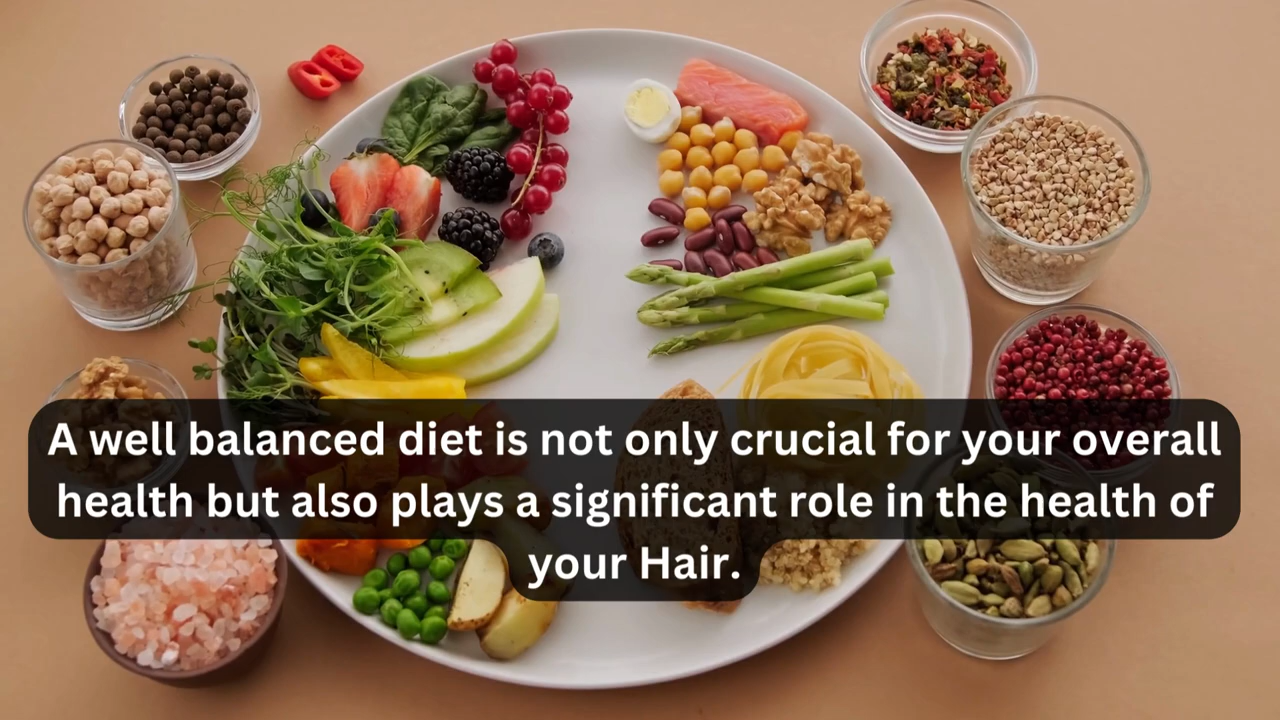 A well balanced diet is not only crucial for your overall
health but also plays a significant role in the health of
your Hair.